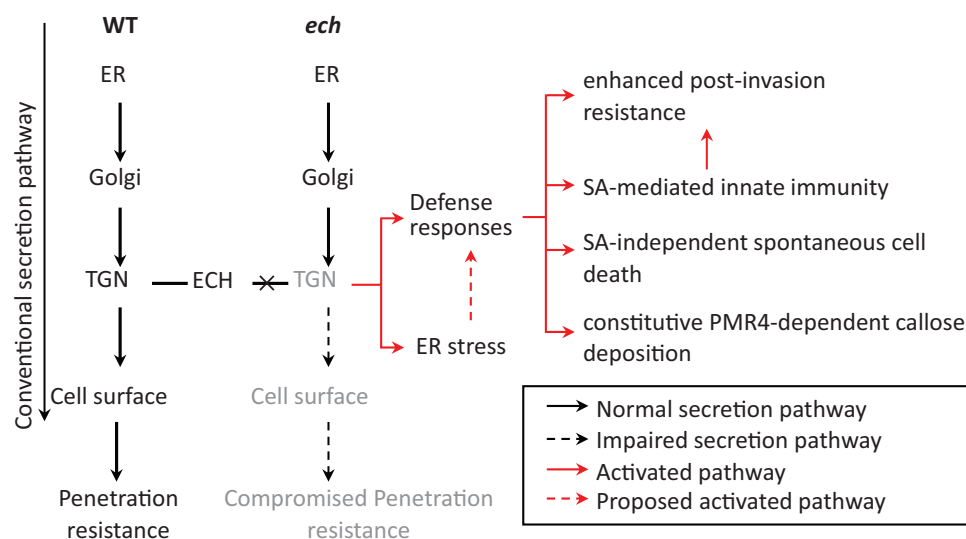 WT
ech
Conventional secretion pathway
ER
ER
Golgi
Golgi
TGN
ECH
TGN
Cell surface
Cell surface
Penetration
resistance
Compromised Penetration
resistance
Defense
responses
ER stress
enhanced post-invasion
resistance
SA-mediated innate immunity
SA-independent spontaneous cell
death
constitutive PMR4-dependent callose
deposition
Normal secretion pathway
Impaired secretion pathway
Activated pathway
Proposed activated pathway